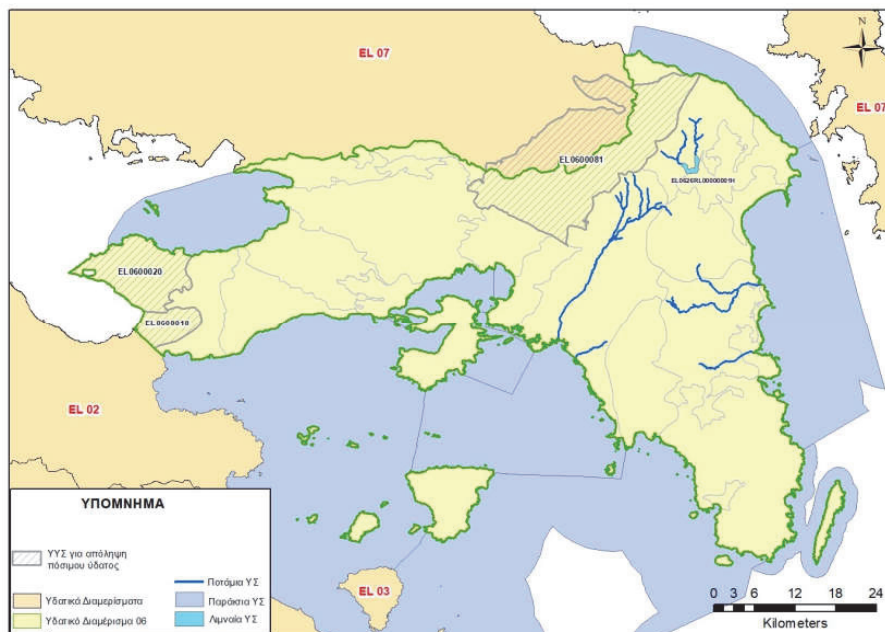 N
EL 07
EL 07
EL0600081
EL0626RL00000001H
EL0600020
EL0600010
EL 02
EL 03
ΥΠΟΜΝΗΜΑ
ΥΥΣ για απόληψη
πόσιμου ύδατος
Υδατικά Διαμερίσματα
Υδατικό Διαμέρισμα 06
Ποτάμια ΥΣ
Παράκτια ΥΣ
Λιμναία ΥΣ
0 3 6 12 18 24
Kilometers